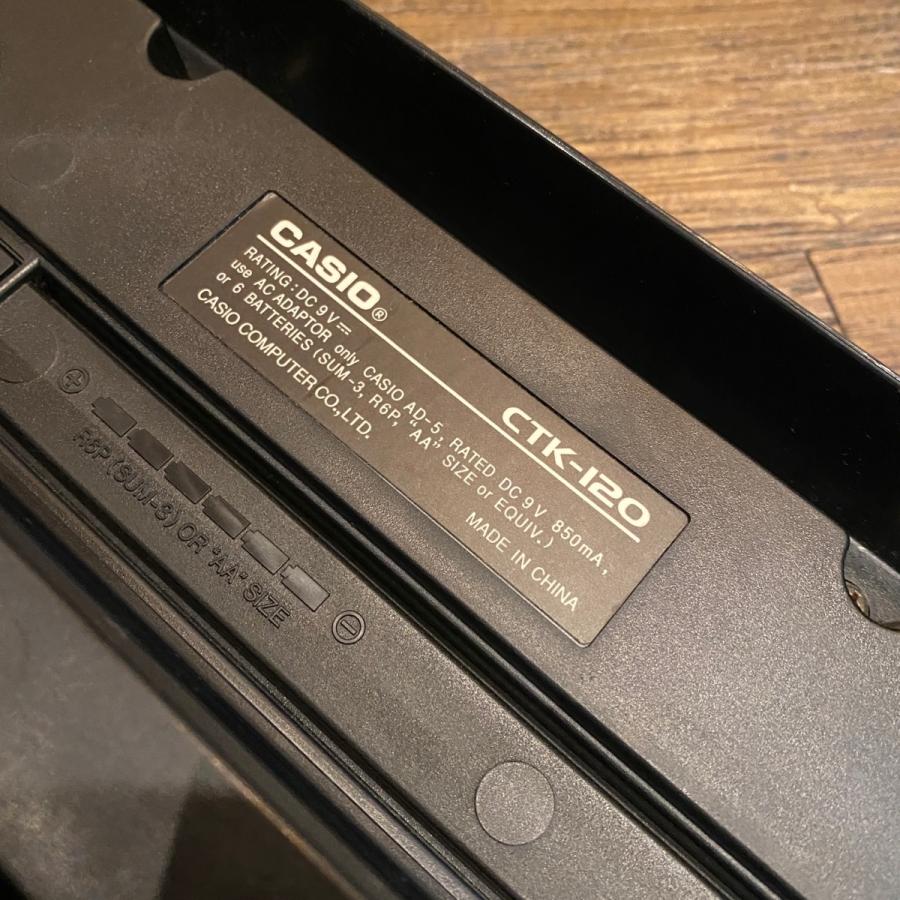 CASIO®
CTK-120
RATING : DC 9V ⎓
use AC ADAPTOR only CASIO AD-5, RATED DC 9V 850mA,
or 6 BATTERIES (SUM-3, R6P, "AA" SIZE or EQUIV.)
CASIO COMPUTER CO., LTD.
MADE IN CHINA
⊕ ⊖
R6P (SUM-3) OR "AA" SIZE